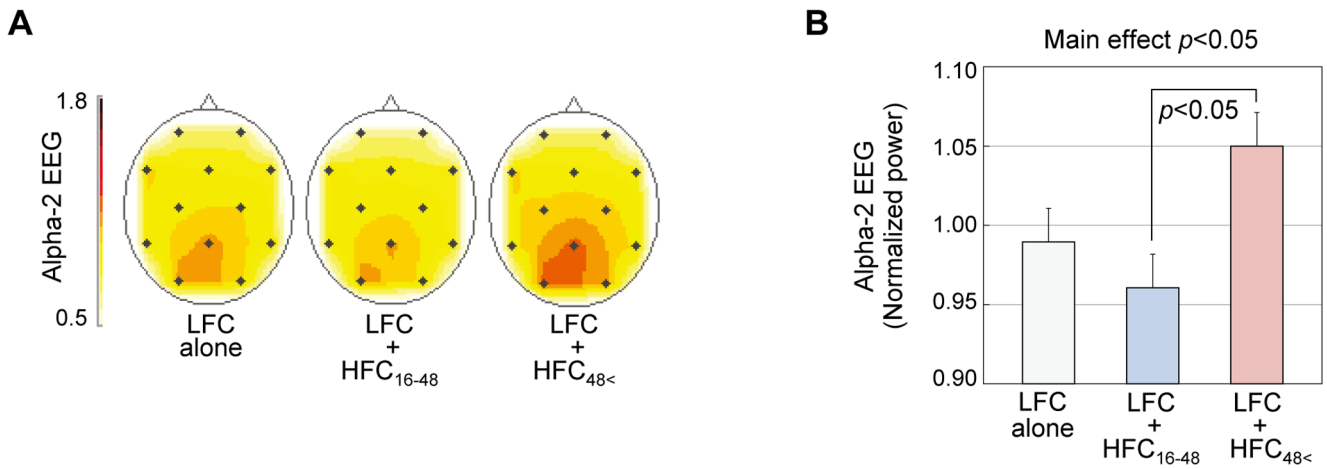 A
1.8
Alpha-2 EEG
0.5
LFC
alone
LFC
+
HFC16-48
LFC
+
HFC48<
B
Main effect p<0.05
p<0.05
Alpha-2 EEG
(Normalized power)
1.10
1.05
1.00
0.95
0.90
LFC
alone
LFC
+
HFC16-48
LFC
+
HFC48<